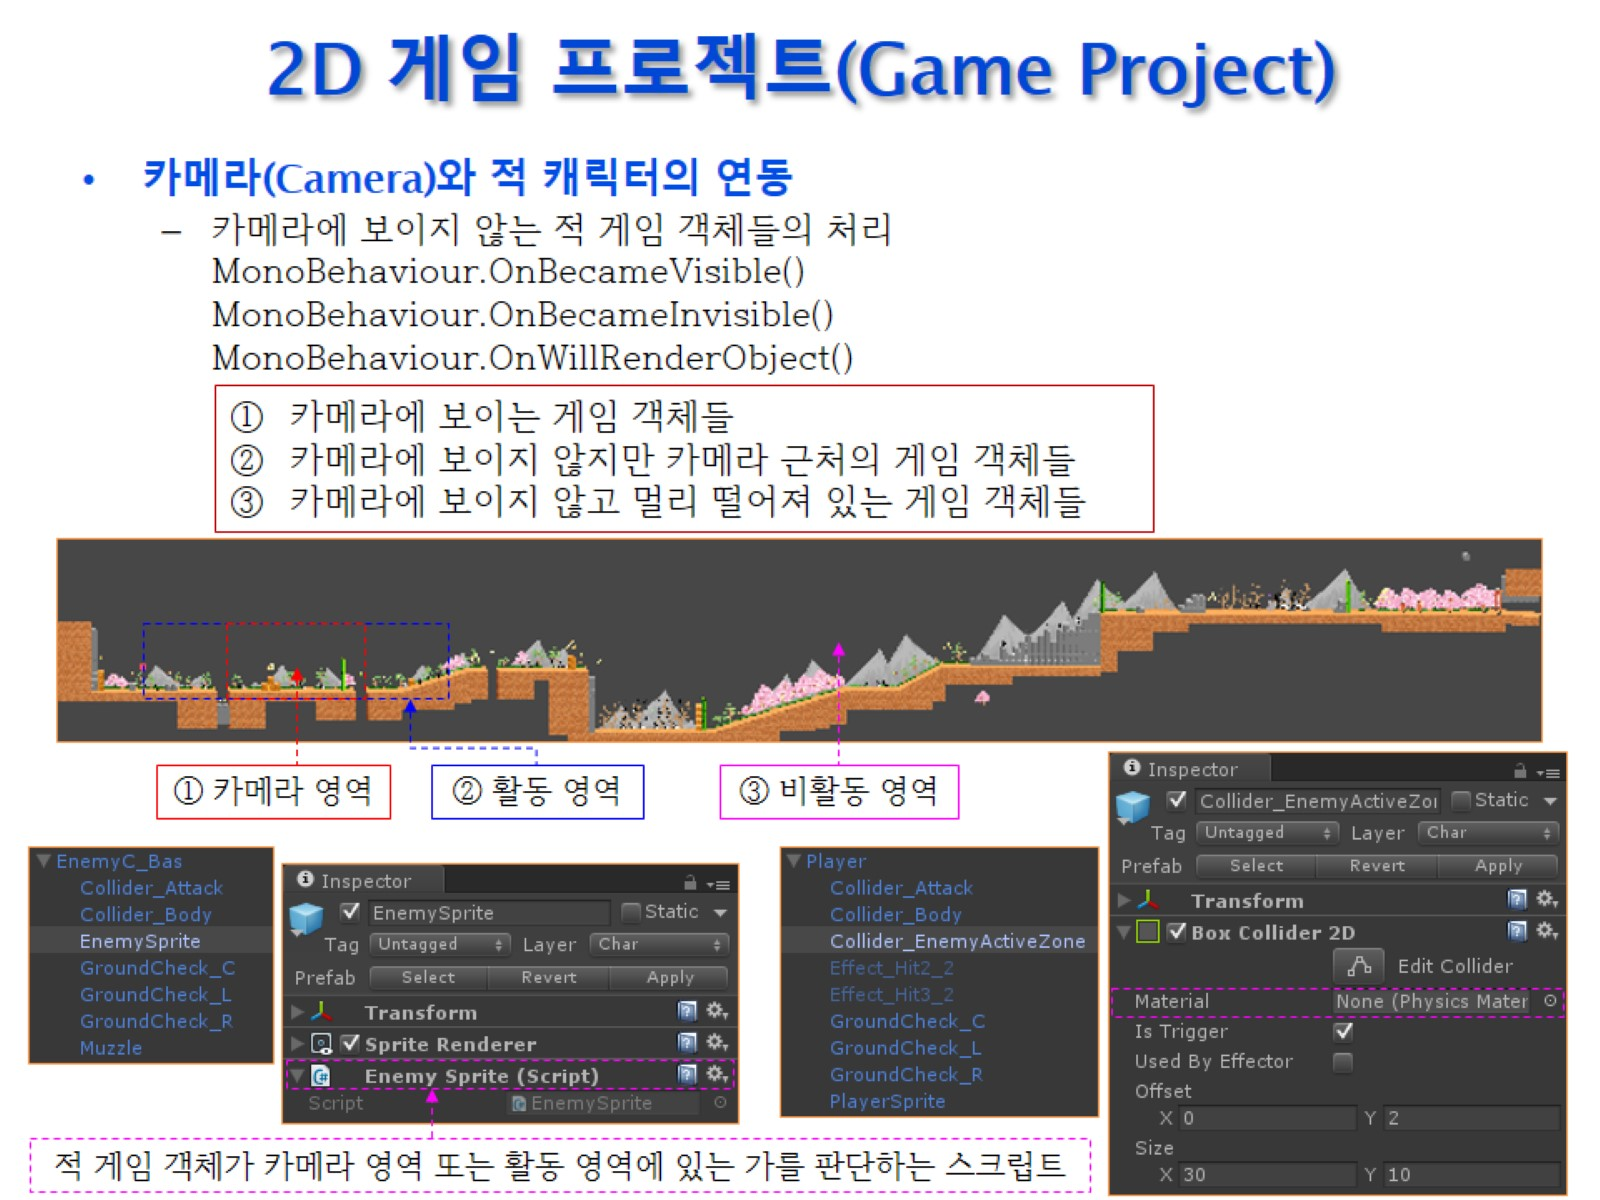 2D 게임 프로젝트(Game Project)
• 카메라(Camera)와 적 캐릭터의 연동
– 카메라에 보이지 않는 적 게임 객체들의 처리
MonoBehaviour.OnBecameVisible()
MonoBehaviour.OnBecameInvisible()
MonoBehaviour.OnWillRenderObject()
① 카메라에 보이는 게임 객체들
② 카메라에 보이지 않지만 카메라 근처의 게임 객체들
③ 카메라에 보이지 않고 멀리 떨어져 있는 게임 객체들
① 카메라 영역
② 활동 영역
③ 비활동 영역
EnemyC_Bas
Collider_Attack
Collider_Body
EnemySprite
GroundCheck_C
GroundCheck_L
GroundCheck_R
Muzzle
Inspector
EnemySprite Static
Tag Untagged Layer Char
Prefab Select Revert Apply
Transform
Sprite Renderer
Enemy Sprite (Script)
Script EnemySprite
Player
Collider_Attack
Collider_Body
Collider_EnemyActiveZone
Effect_Hit2_2
Effect_Hit3_2
GroundCheck_C
GroundCheck_L
GroundCheck_R
PlayerSprite
Inspector
Collider_EnemyActiveZo Static
Tag Untagged Layer Char
Prefab Select Revert Apply
Transform
Box Collider 2D
Edit Collider
Material None (Physics Mater
Is Trigger
Used By Effector
Offset
X 0 Y 2
Size
X 30 Y 10
적 게임 객체가 카메라 영역 또는 활동 영역에 있는 가를 판단하는 스크립트